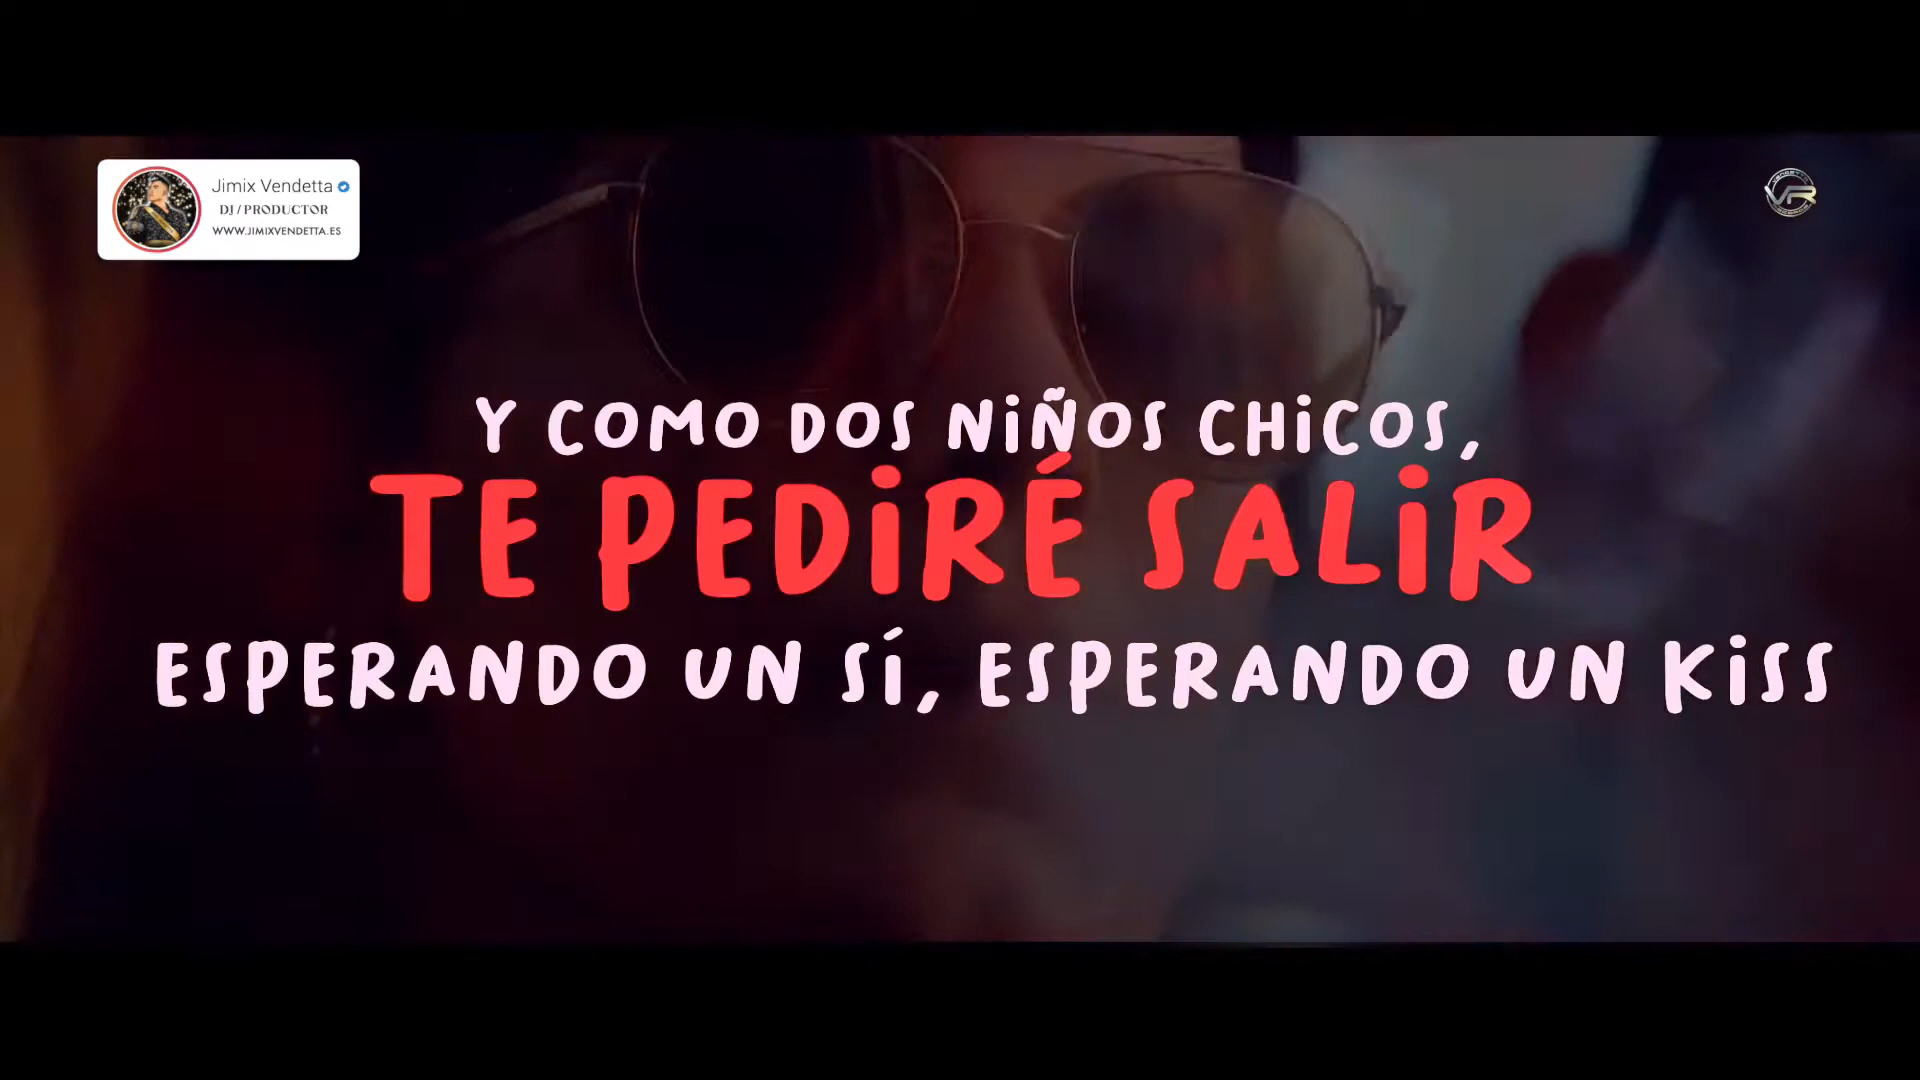 Jimix Vendetta
DJ / PRODUCTOR
WWW.JIMIXVENDETTA.ES
VR
Y COMO DOS NIÑOS CHICOS,
TE PEDIRÉ SALIR
ESPERANDO UN SÍ, ESPERANDO UN KISS